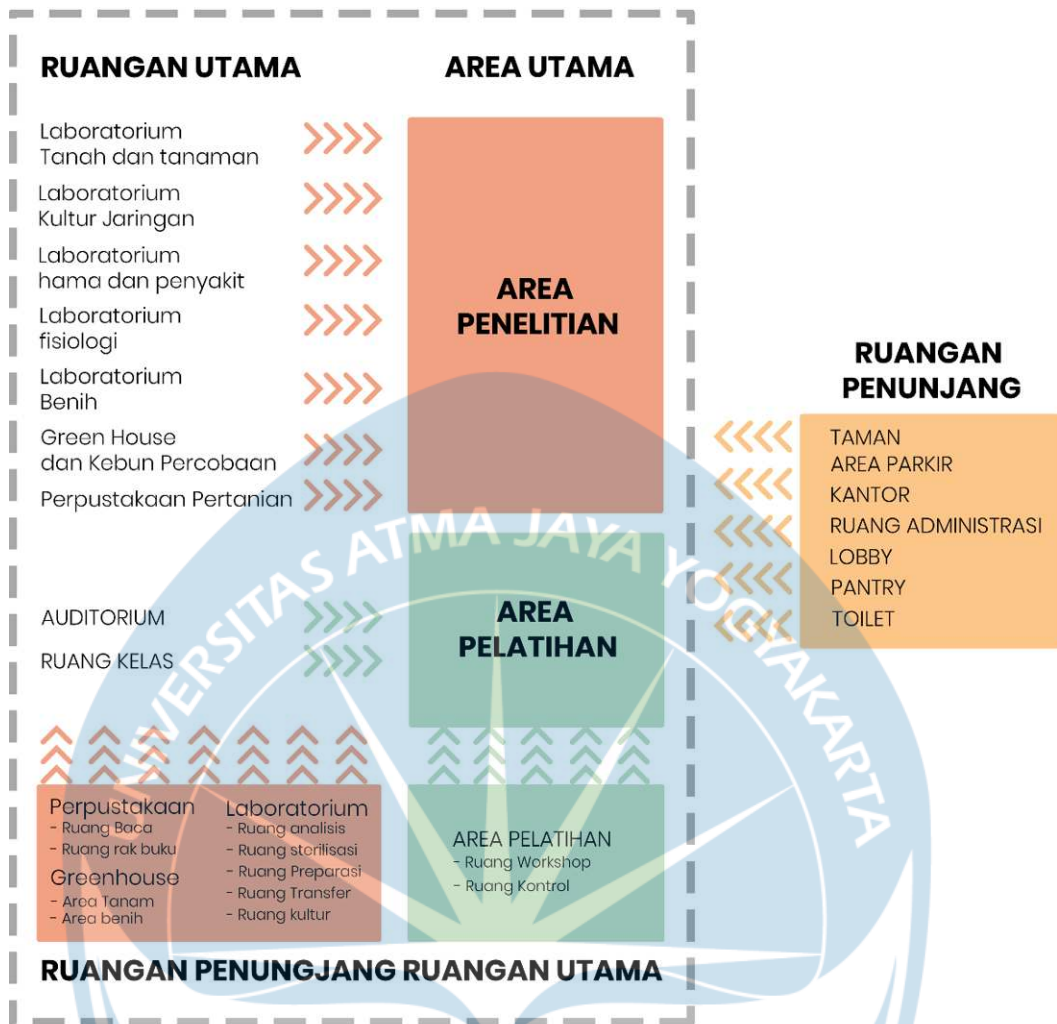 RUANGAN UTAMA
AREA UTAMA
Laboratorium
Tanah dan tanaman
Laboratorium
Kultur Jaringan
Laboratorium
hama dan penyakit
Laboratorium
fisiologi
Laboratorium
Benih
Green House
dan Kebun Percobaan
Perpustakaan Pertanian
AREA
PENELITIAN
AUDITORIUM
RUANG KELAS
AREA
PELATIHAN
RUANGAN
PENUNJANG
TAMAN
AREA PARKIR
KANTOR
RUANG ADMINISTRASI
LOBBY
PANTRY
TOILET
Perpustakaan
- Ruang Baca
- Ruang rak buku
Greenhouse
- Area Tanam
- Area benih
Laboratorium
- Ruang analisis
- Ruang sterilisasi
- Ruang Preparasi
- Ruang Transfer
- Ruang kultur
AREA PELATIHAN
- Ruang Workshop
- Ruang Kontrol
RUANGAN PENUNGJANG RUANGAN UTAMA
UNIVERSITAS ATMA JAYA YOGYAKARTA